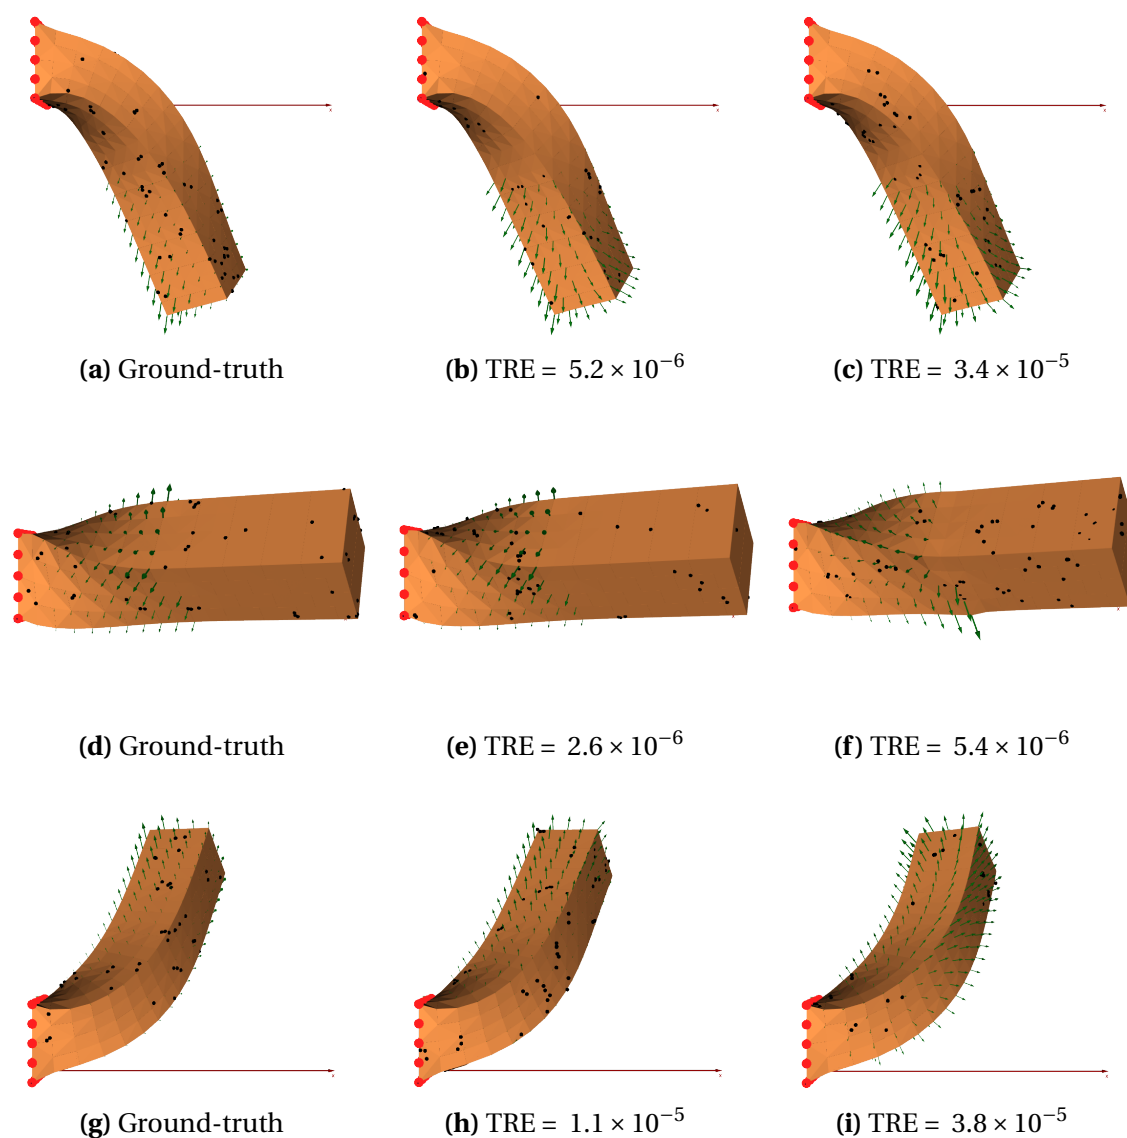 (a) Ground-truth
(b) TRE = 5.2 × 10⁻⁶
(c) TRE = 3.4 × 10⁻⁵
(d) Ground-truth
(e) TRE = 2.6 × 10⁻⁶
(f) TRE = 5.4 × 10⁻⁶
(g) Ground-truth
(h) TRE = 1.1 × 10⁻⁵
(i) TRE = 3.8 × 10⁻⁵